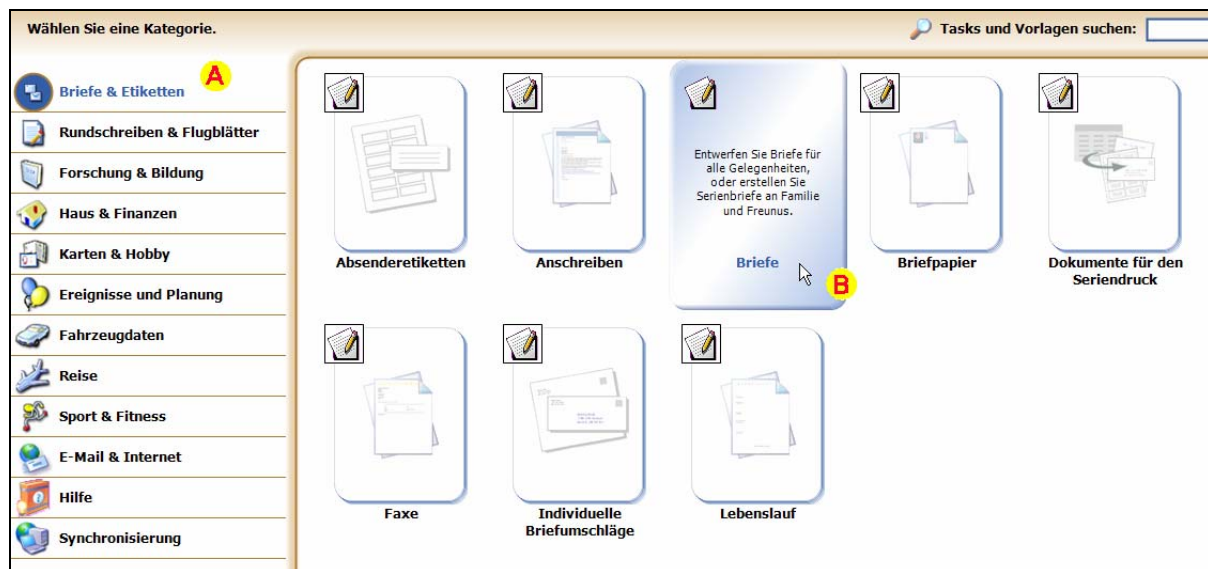 Wählen Sie eine Kategorie.
Tasks und Vorlagen suchen:
A
Briefe & Etiketten
Rundschreiben & Flugblätter
Forschung & Bildung
Haus & Finanzen
Karten & Hobby
Ereignisse und Planung
Fahrzeugdaten
Reise
Sport & Fitness
E-Mail & Internet
Hilfe
Synchronisierung
Absenderetiketten
Anschreiben
Entwerfen Sie Briefe für
alle Gelegenheiten,
oder erstellen Sie
Serienbriefe an Familie
und Freunus.
Briefe
B
Briefpapier
Dokumente für den
Seriendruck
Faxe
Individuelle
Briefumschläge
Lebenslauf